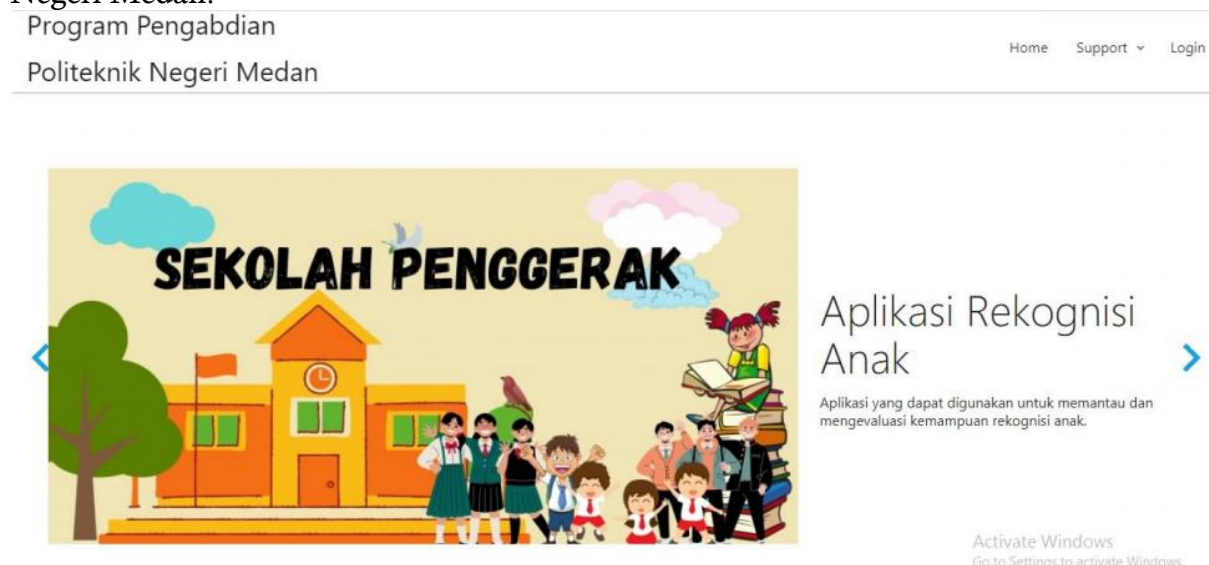 Negeri Medan.
Program Pengabdian
Politeknik Negeri Medan
Home Support Login
SEKOLAH PENGGERAK
Aplikasi Rekognisi
Anak
Aplikasi yang dapat digunakan untuk memantau dan
mengevaluasi kemampuan rekognisi anak.
Activate Windows
Go to Settings to activate Windows.